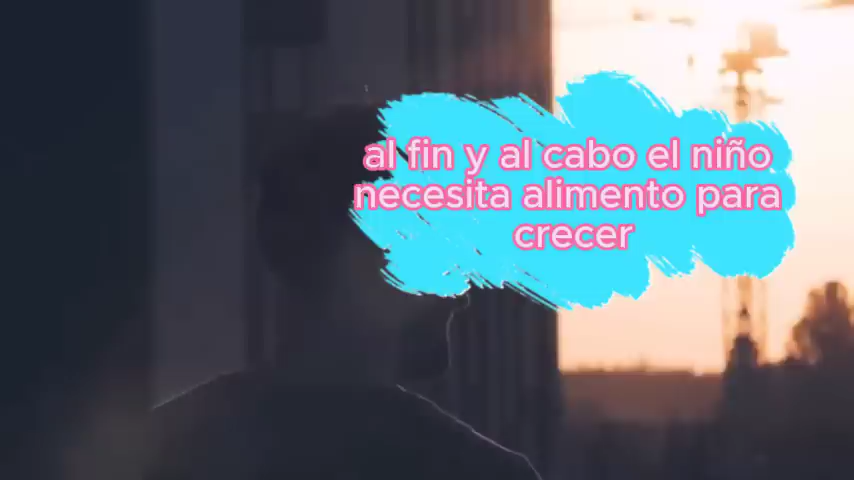 al fin y al cabo el niño
necesita alimento para
crecer